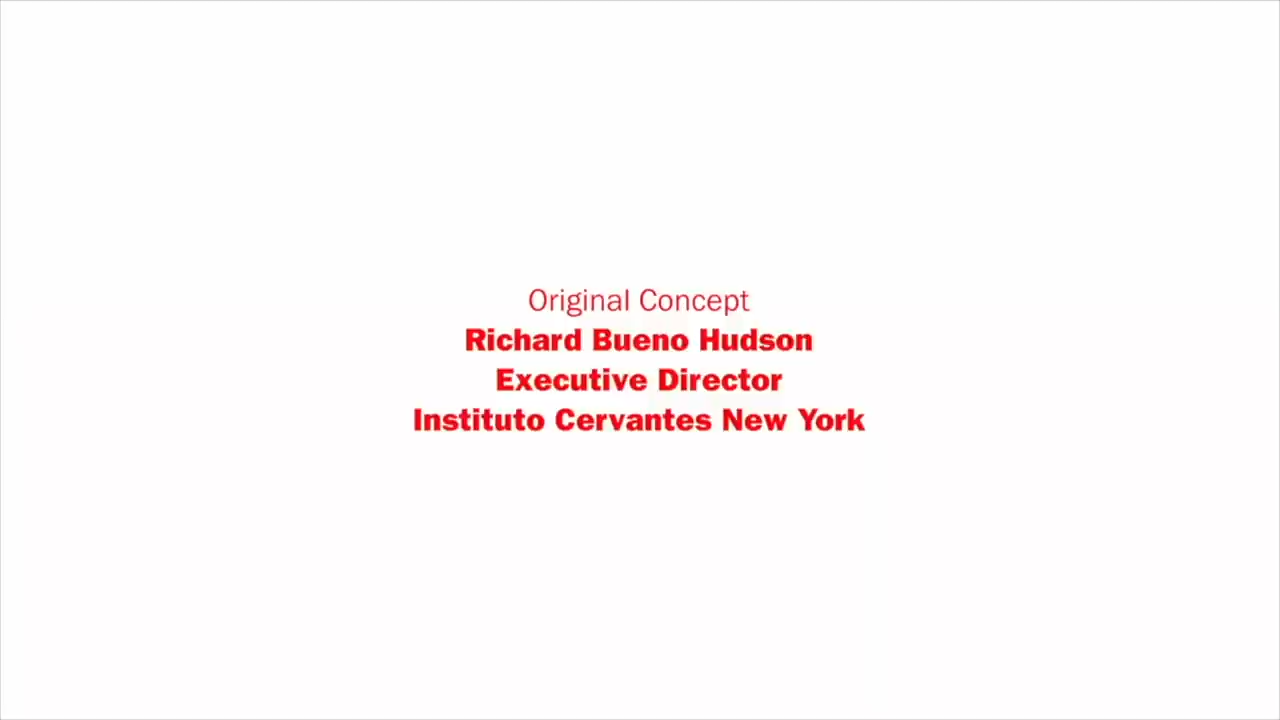 Original Concept
Richard Bueno Hudson
Executive Director
Instituto Cervantes New York